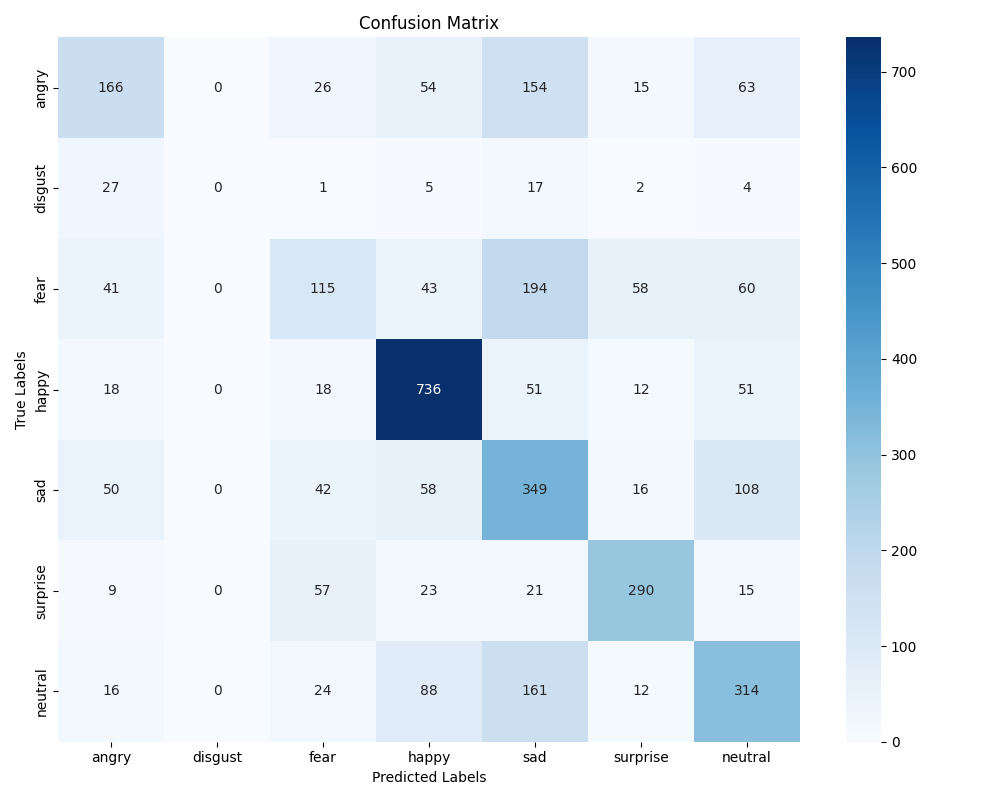 Confusion Matrix
True Labels
angry 166 0 26 54 154 15 63
disgust 27 0 1 5 17 2 4
fear 41 0 115 43 194 58 60
happy 18 0 18 736 51 12 51
sad 50 0 42 58 349 16 108
surprise 9 0 57 23 21 290 15
neutral 16 0 24 88 161 12 314
angry disgust fear happy sad surprise neutral
Predicted Labels
700
600
500
400
300
200
100
0